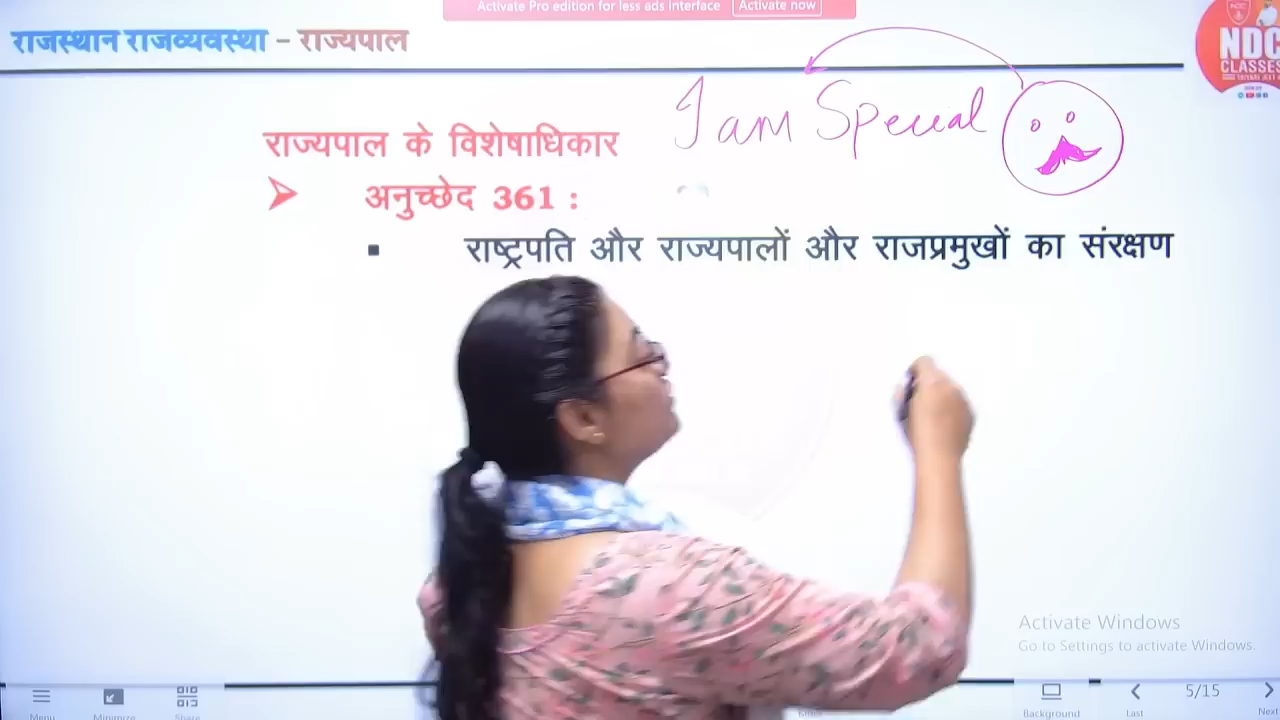 Activate Pro edition for less ads Interface Activate now
राजस्थान राजव्यवस्था – राज्यपाल
NDC
CLASSES
I am Special
राज्यपाल के विशेषाधिकार
➤ अनुच्छेद 361 :
▪ राष्ट्रपति और राज्यपालों और राजप्रमुखों का संरक्षण
Activate Windows
Go to Settings to activate Windows.
5/15
Menu Minimize Share Background Last Next